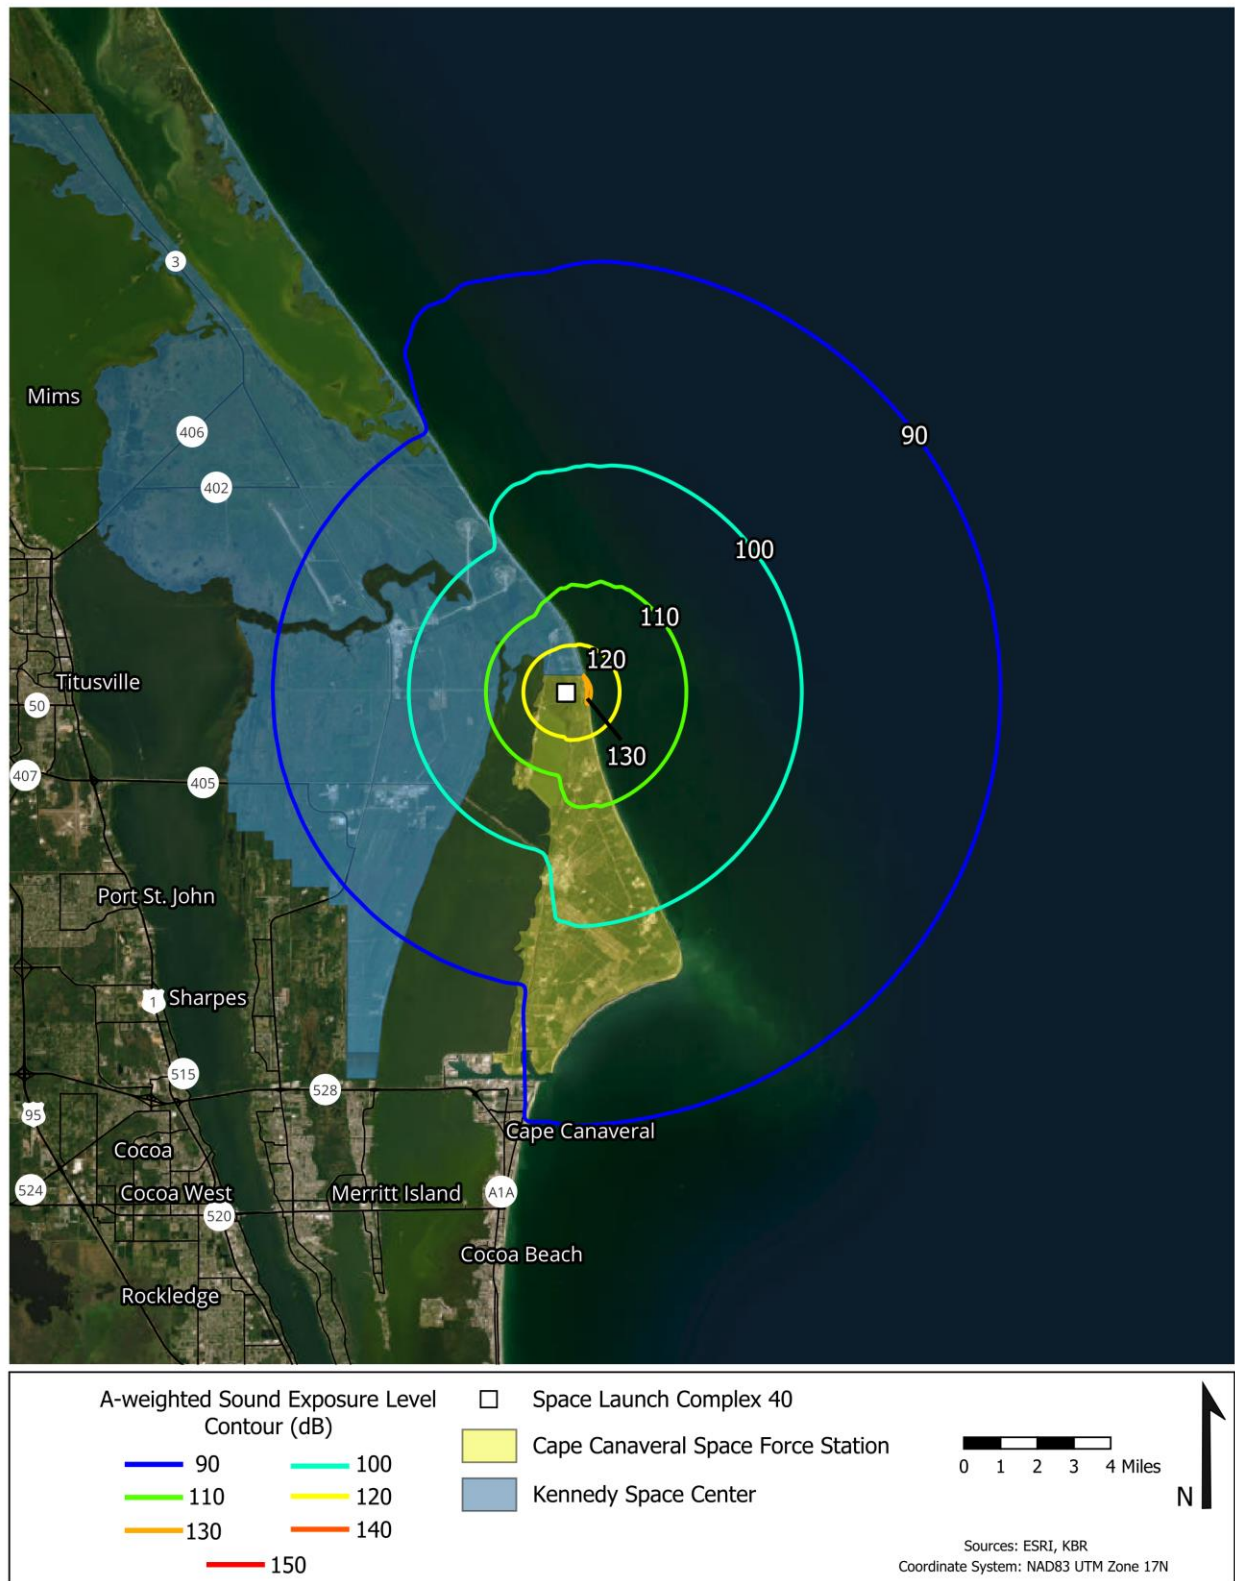 3
Mims
90
406
402
100
110
120
Titusville
50
130
407
405
Port St. John
1
Sharpes
515
528
95
Cape Canaveral
Cocoa
524
Cocoa West
Merritt Island
A1A
520
Cocoa Beach
Rockledge
A-weighted Sound Exposure Level
Contour (dB)
90
100
110
120
130
140
150
Space Launch Complex 40
Cape Canaveral Space Force Station
Kennedy Space Center
0 1 2 3 4 Miles
N
Sources: ESRI, KBR
Coordinate System: NAD83 UTM Zone 17N